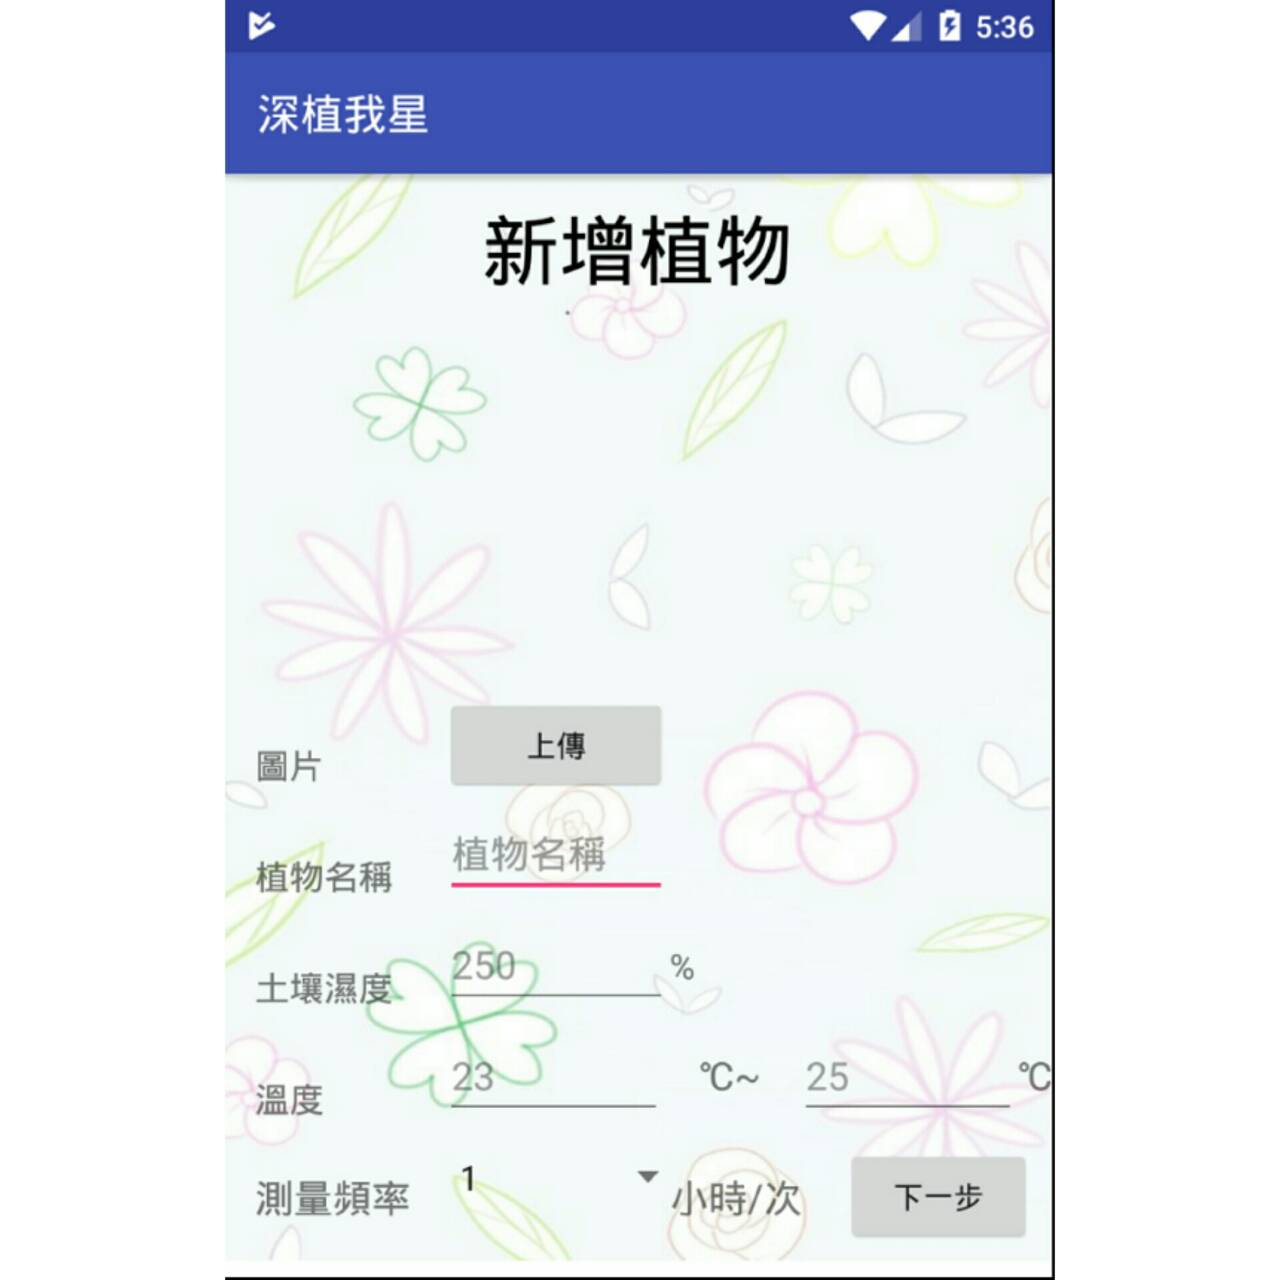 5:36
深植我星
新增植物
圖片 上傳
植物名稱 植物名稱
土壤濕度 250 %
溫度 23 ℃~ 25 ℃
測量頻率 1 小時/次 下一步